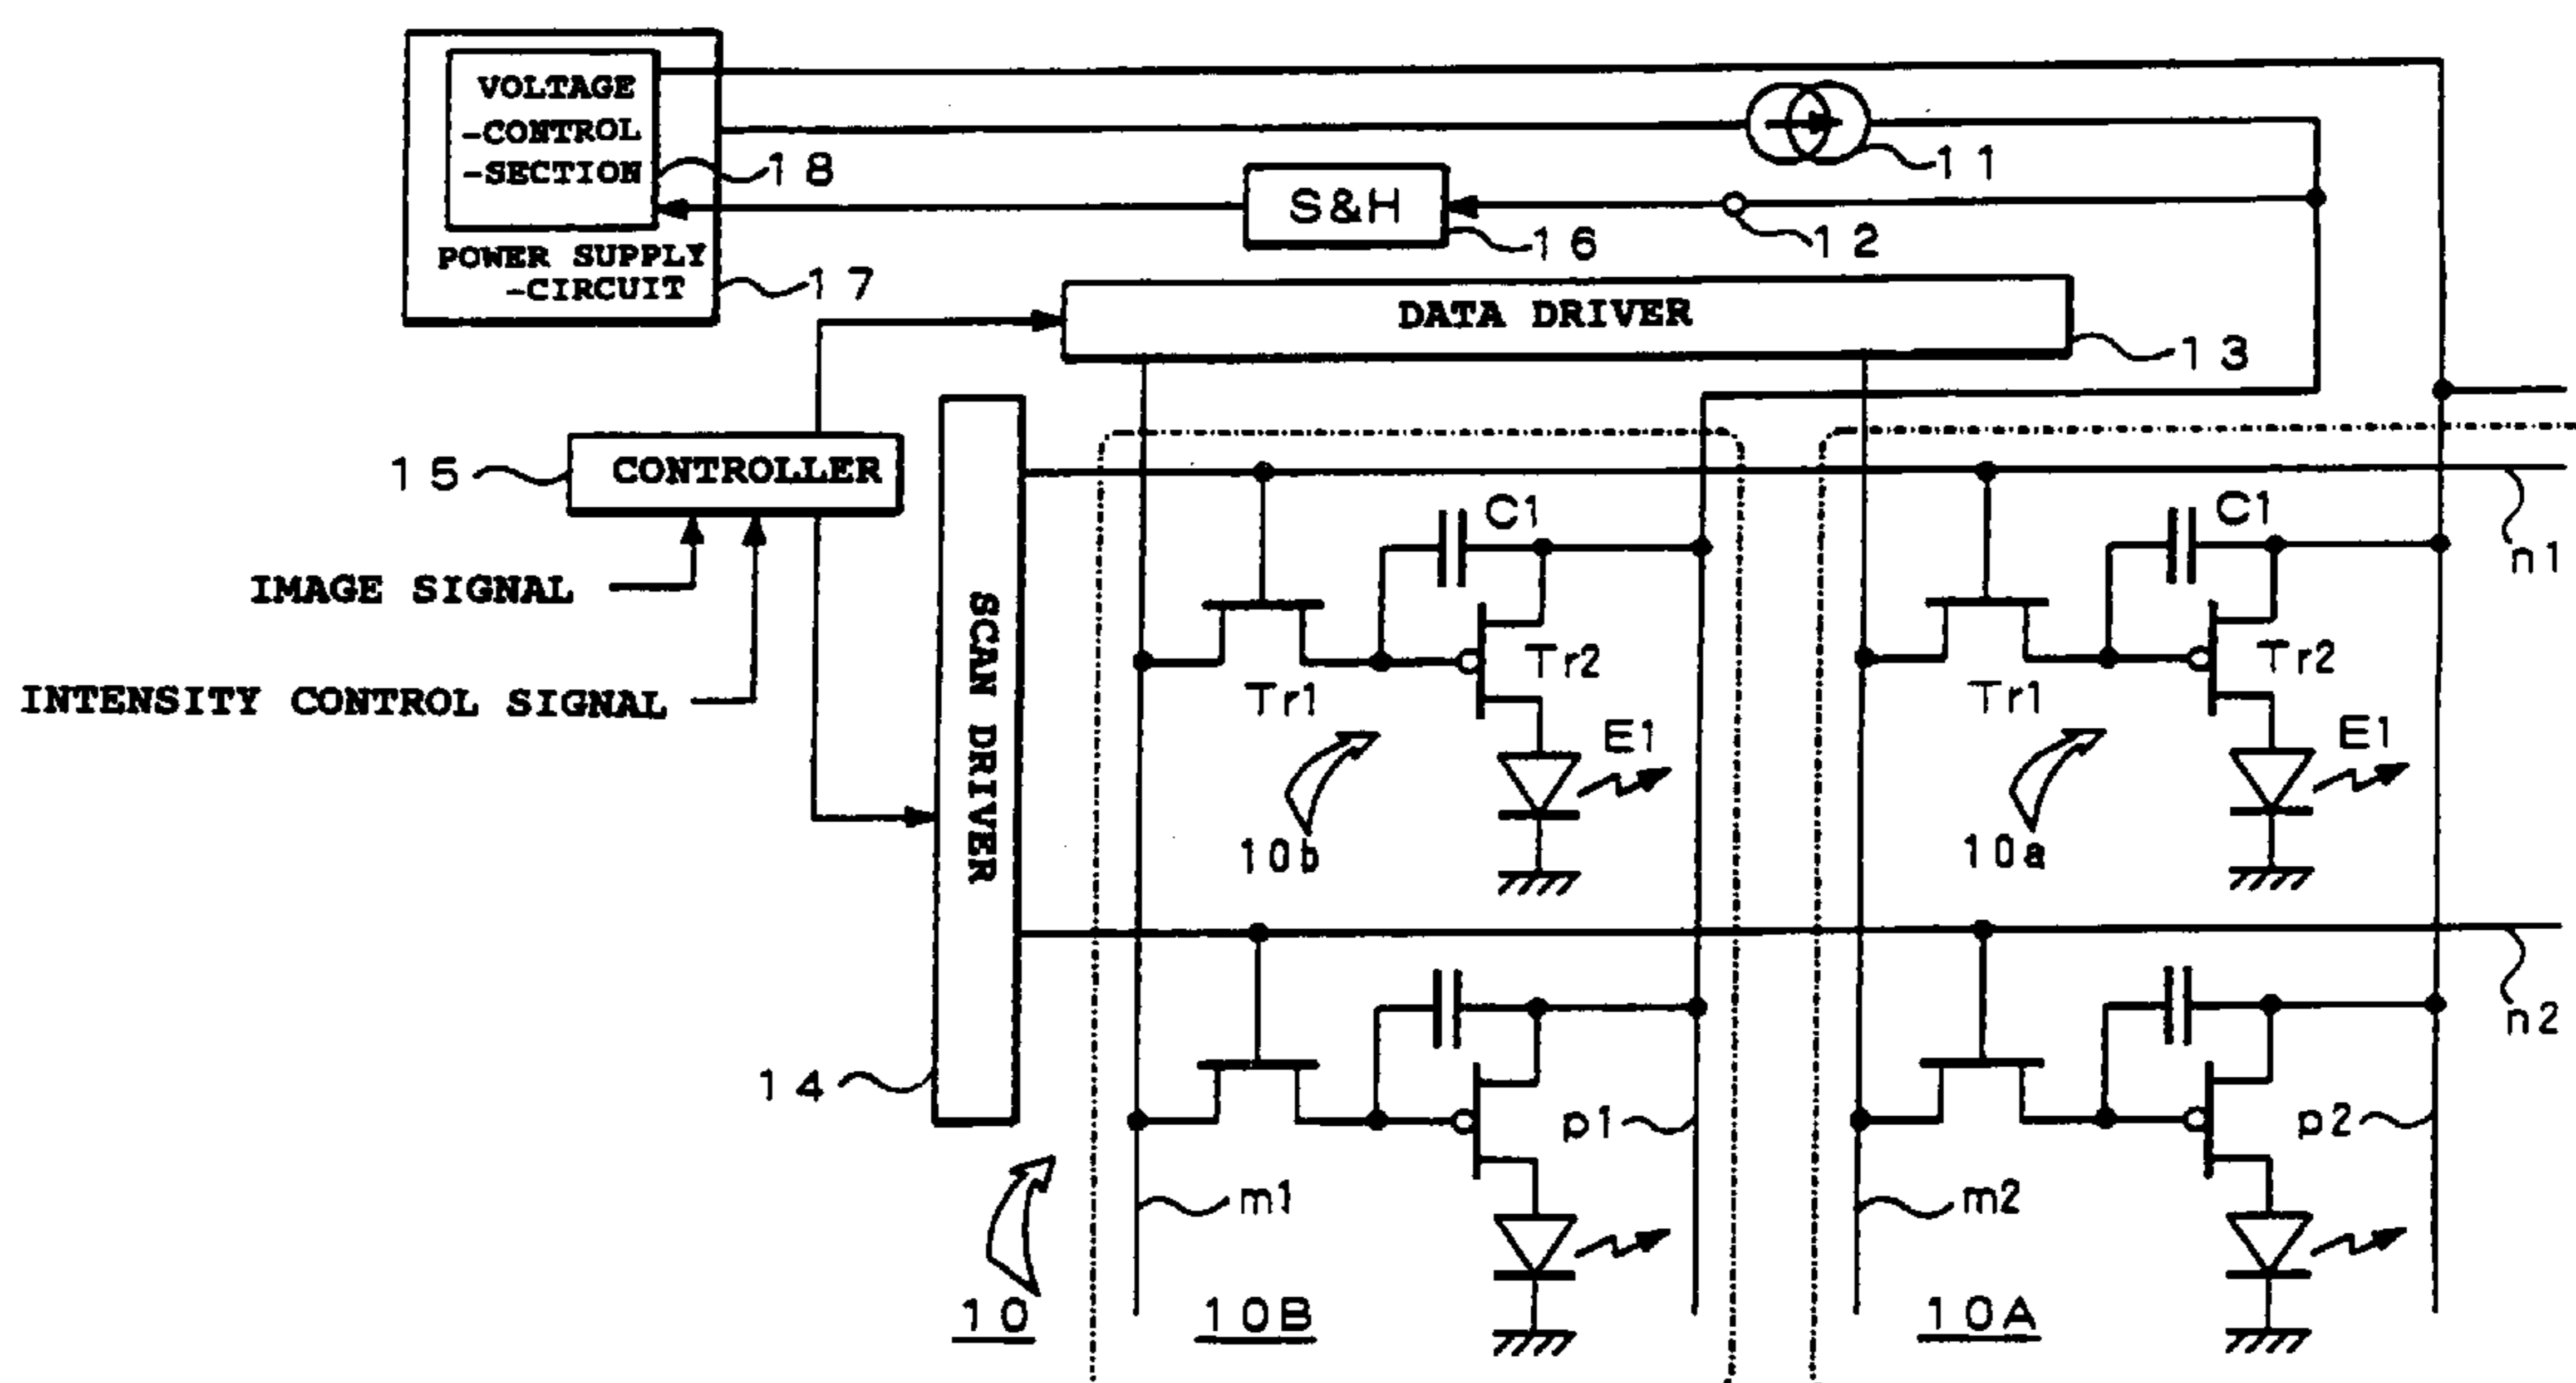 VOLTAGE
-CONTROL
-SECTION
18
POWER SUPPLY
-CIRCUIT
17
11
S&H
16
12
DATA DRIVER
13
15
CONTROLLER
IMAGE SIGNAL
INTENSITY CONTROL SIGNAL
SCAN DRIVER
14
C1
C1
n1
Tr1
Tr2
Tr1
Tr2
E1
E1
10b
10a
n2
p1
p2
m1
m2
10
10B
10A